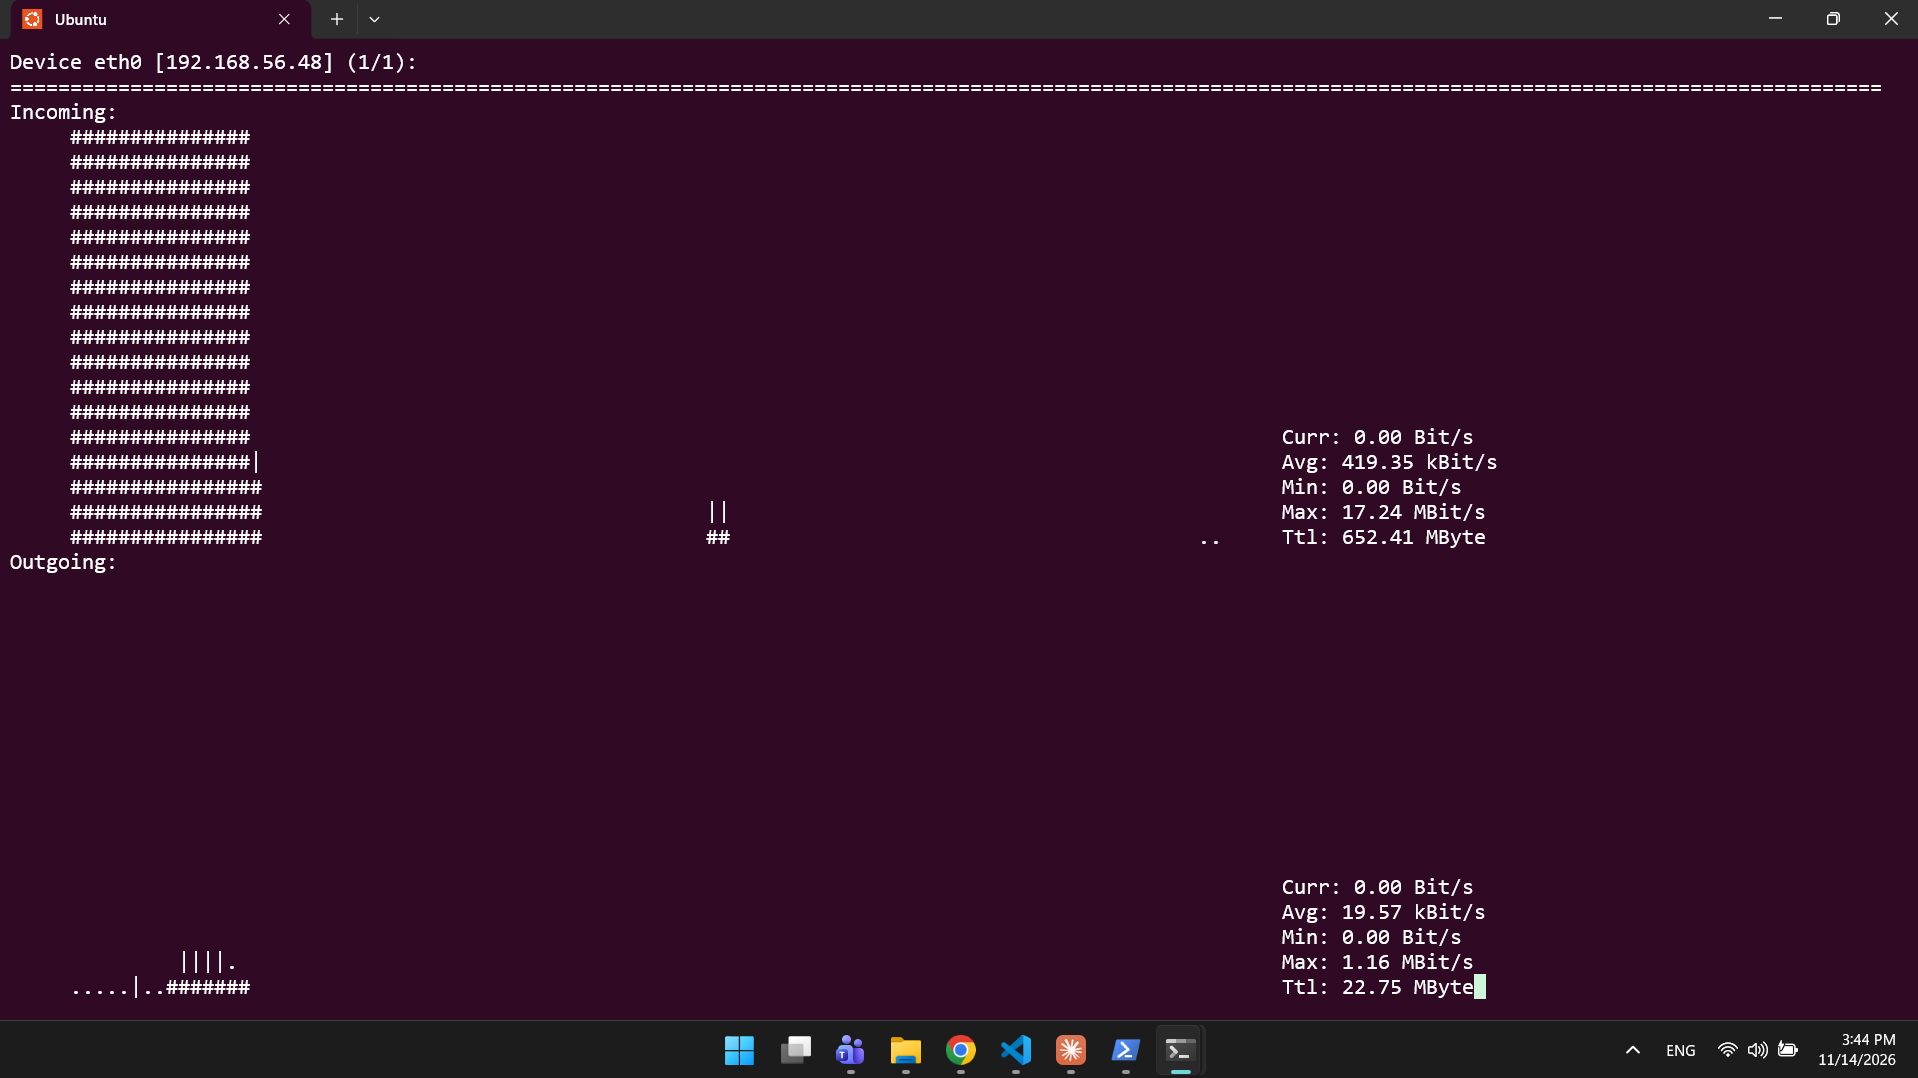 Ubuntu
Device eth0 [192.168.56.48] (1/1):
============================================================================================================================================================
Incoming:
###############
###############
###############
###############
###############
###############
###############
###############
###############
###############
###############
###############
############### Curr: 0.00 Bit/s
###############| Avg: 419.35 kBit/s
################ Min: 0.00 Bit/s
################ || Max: 17.24 MBit/s
################ ## .. Ttl: 652.41 MByte
Outgoing:
Curr: 0.00 Bit/s
Avg: 19.57 kBit/s
Min: 0.00 Bit/s
||||. Max: 1.16 MBit/s
.....|..####### Ttl: 22.75 MByte
ENG
3:44 PM
11/14/2026